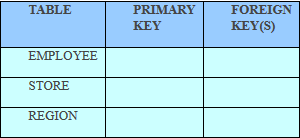 TABLE PRIMARY KEY FOREIGN KEY(S)
EMPLOYEE
STORE
REGION